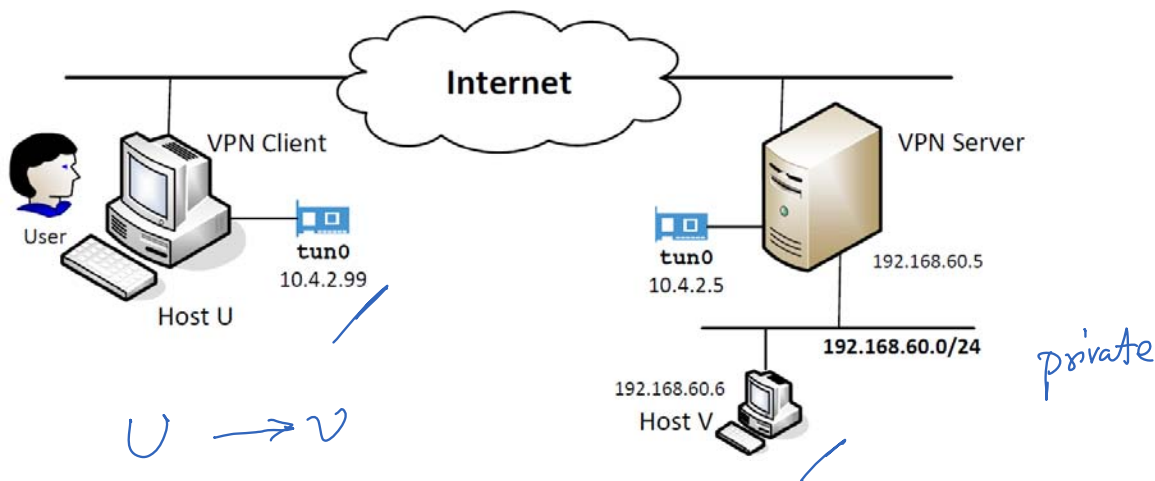 Internet
VPN Client
VPN Server
User
tun0
10.4.2.99
tun0
10.4.2.5
192.168.60.5
Host U
192.168.60.0/24
private
192.168.60.6
Host V
U → V